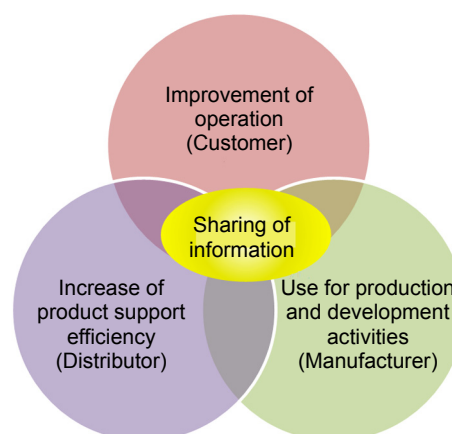 Improvement of
operation
(Customer)
Sharing of
information
Increase of
product support
efficiency
(Distributor)
Use for production
and development
activities
(Manufacturer)